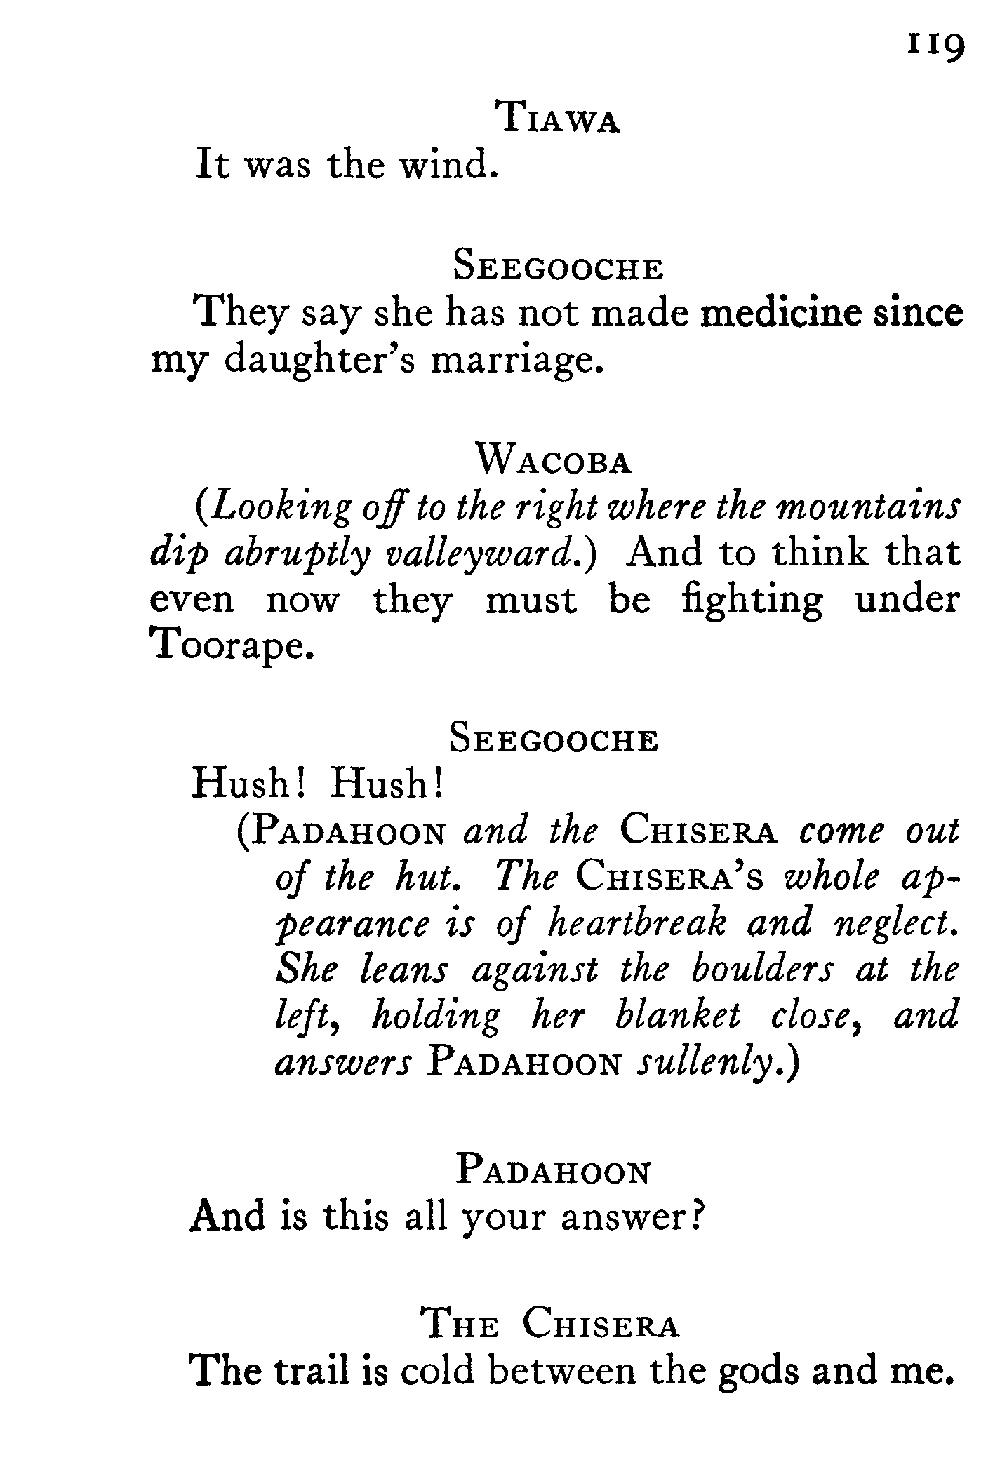 119
TIAWA
It was the wind.
SEEGOOCHE
They say she has not made medicine since
my daughter's marriage.
WACOBA
(Looking off to the right where the mountains
dip abruptly valleyward.) And to think that
even now they must be fighting under
Toorape.
SEEGOOCHE
Hush! Hush!
(PADAHOON and the CHISERA come out
of the hut. The CHISERA'S whole ap-
pearance is of heartbreak and neglect.
She leans against the boulders at the
left, holding her blanket close, and
answers PADAHOON sullenly.)
PADAHOON
And is this all your answer?
THE CHISERA
The trail is cold between the gods and me.